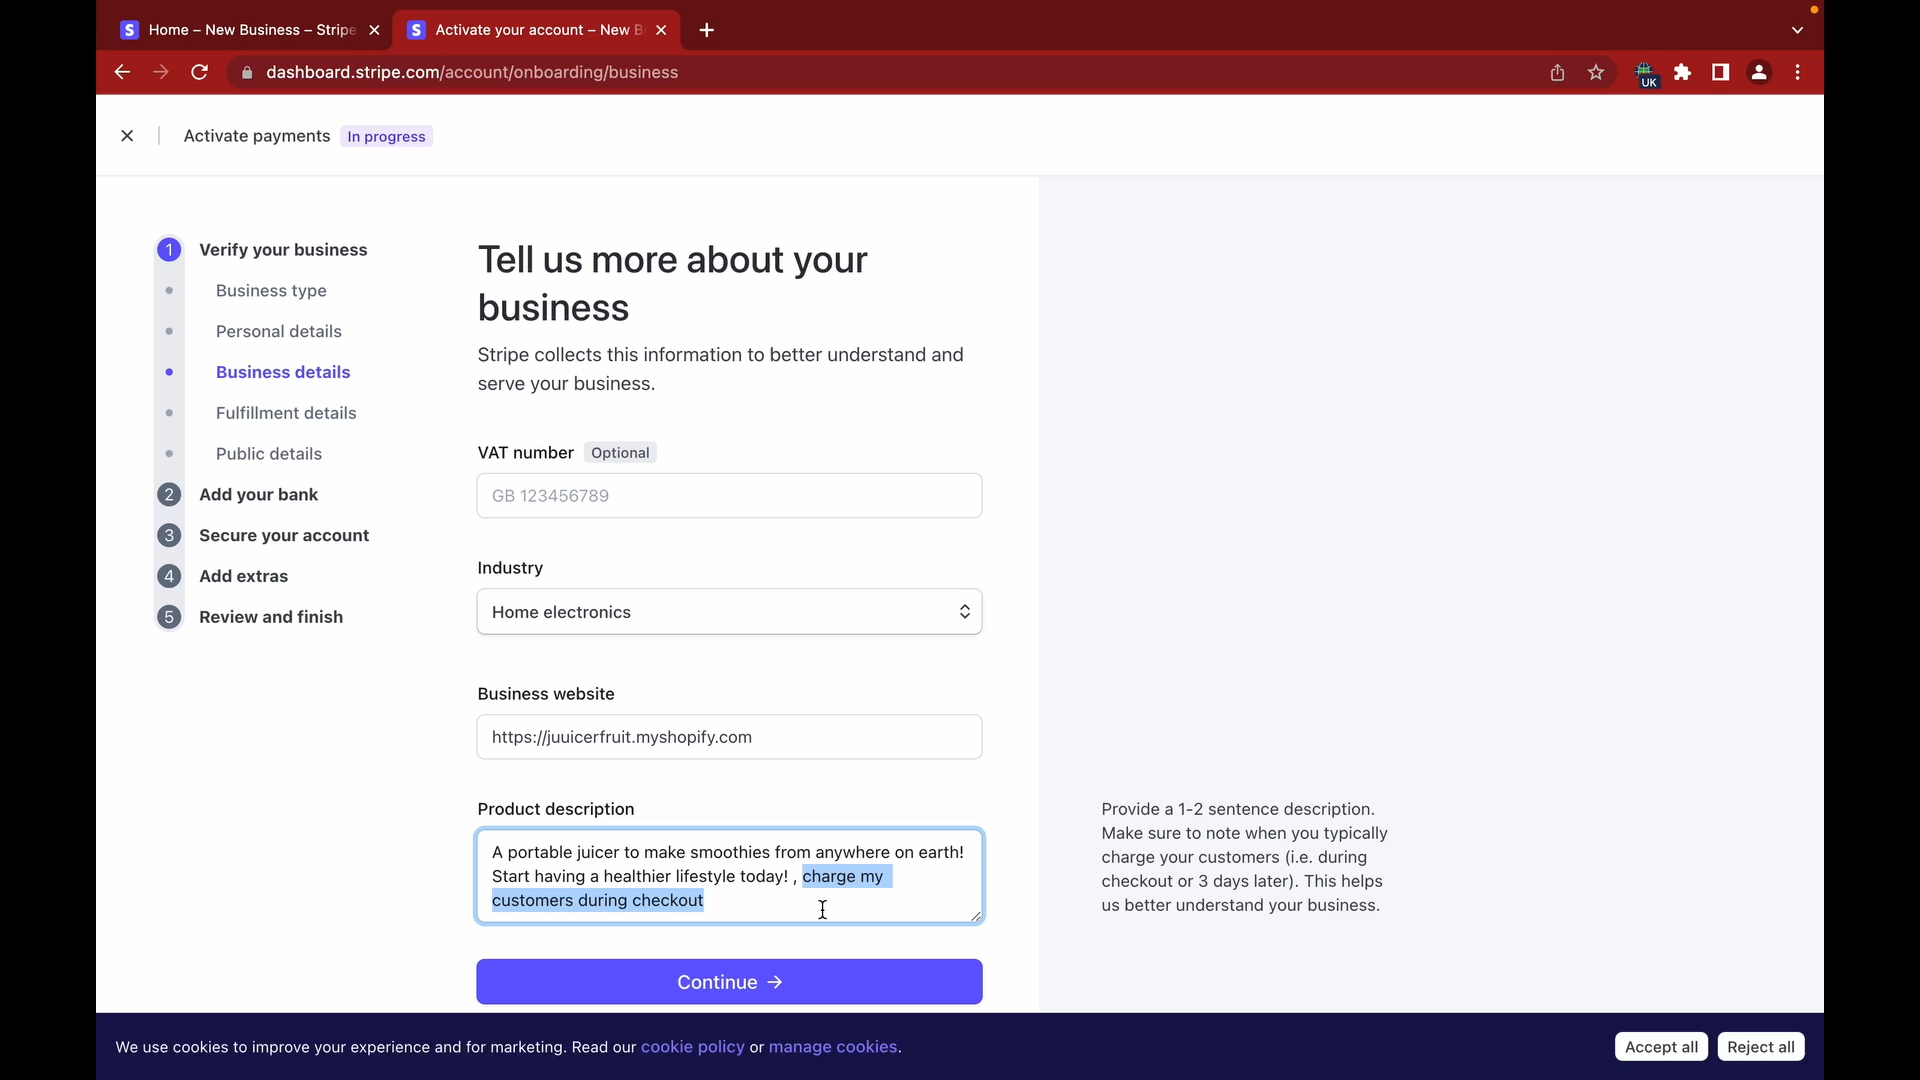 Home – New Business – Stripe
Activate your account – New B
dashboard.stripe.com/account/onboarding/business
UK
Activate payments
In progress
1 Verify your business
Business type
Personal details
Business details
Fulfillment details
Public details
2 Add your bank
3 Secure your account
4 Add extras
5 Review and finish
Tell us more about your
business
Stripe collects this information to better understand and
serve your business.
VAT number Optional
GB 123456789
Industry
Home electronics
Business website
https://juuicerfruit.myshopify.com
Product description
A portable juicer to make smoothies from anywhere on earth!
Start having a healthier lifestyle today! , charge my
customers during checkout
Provide a 1-2 sentence description.
Make sure to note when you typically
charge your customers (i.e. during
checkout or 3 days later). This helps
us better understand your business.
Continue →
We use cookies to improve your experience and for marketing. Read our cookie policy or manage cookies.
Accept all
Reject all